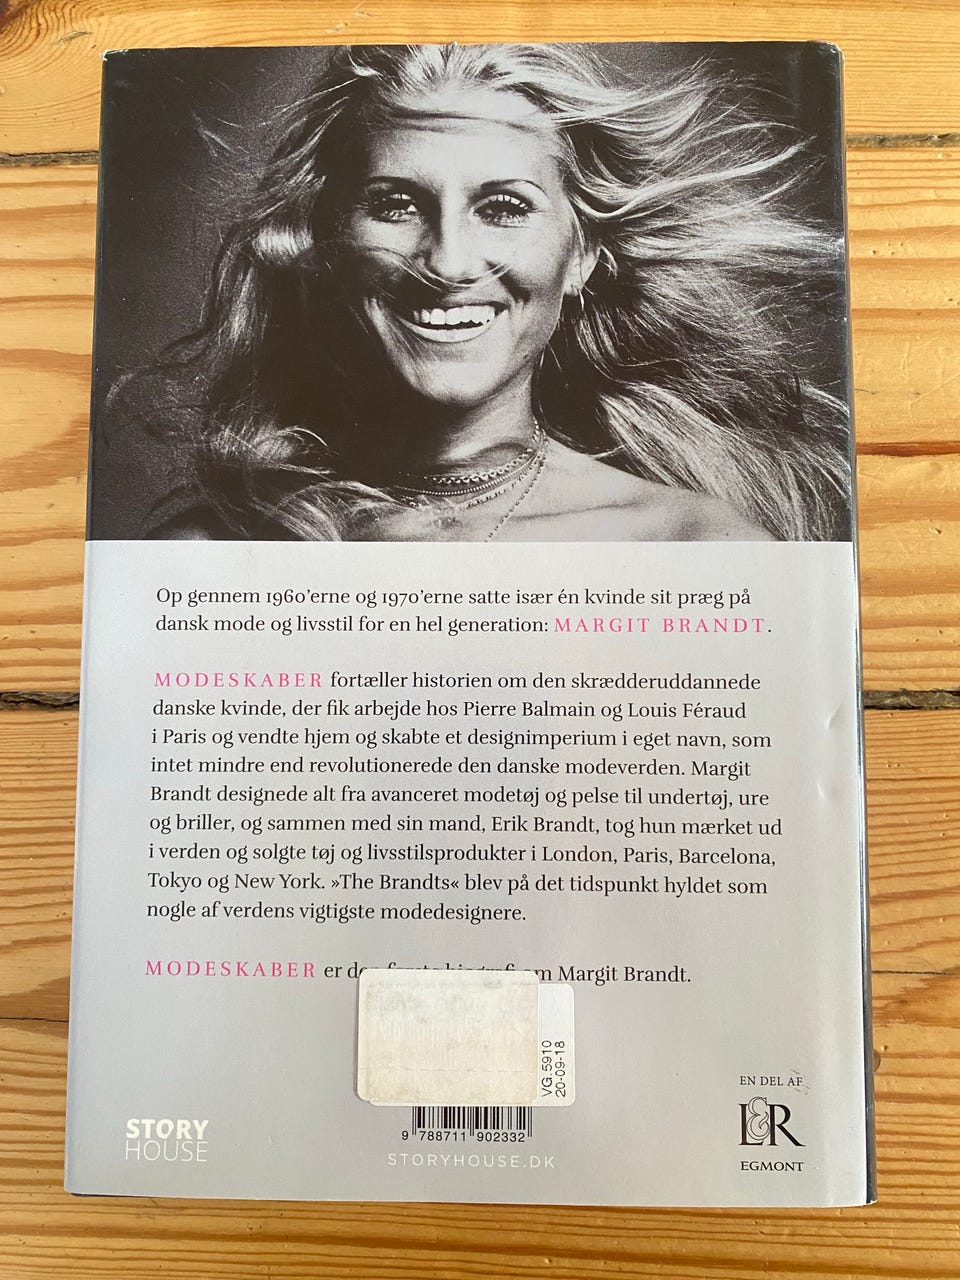 Op gennem 1960'erne og 1970'erne satte især én kvinde sit præg på
dansk mode og livsstil for en hel generation: MARGIT BRANDT.
MODESKABER fortæller historien om den skrædderuddannede
danske kvinde, der fik arbejde hos Pierre Balmain og Louis Féraud
i Paris og vendte hjem og skabte et designimperium i eget navn, som
intet mindre end revolutionerede den danske modeverden. Margit
Brandt designede alt fra avanceret modetøj og pelse til undertøj, ure
og briller, og sammen med sin mand, Erik Brandt, tog hun mærket ud
i verden og solgte tøj og livsstilsprodukter i London, Paris, Barcelona,
Tokyo og New York. »The Brandts« blev på det tidspunkt hyldet som
nogle af verdens vigtigste modedesignere.
MODESKABER er om Margit Brandt.
VG.5910
20-09-18
9 788711 902332
STORYHOUSE.DK
STORY
HOUSE
EN DEL AF
L&R
EGMONT